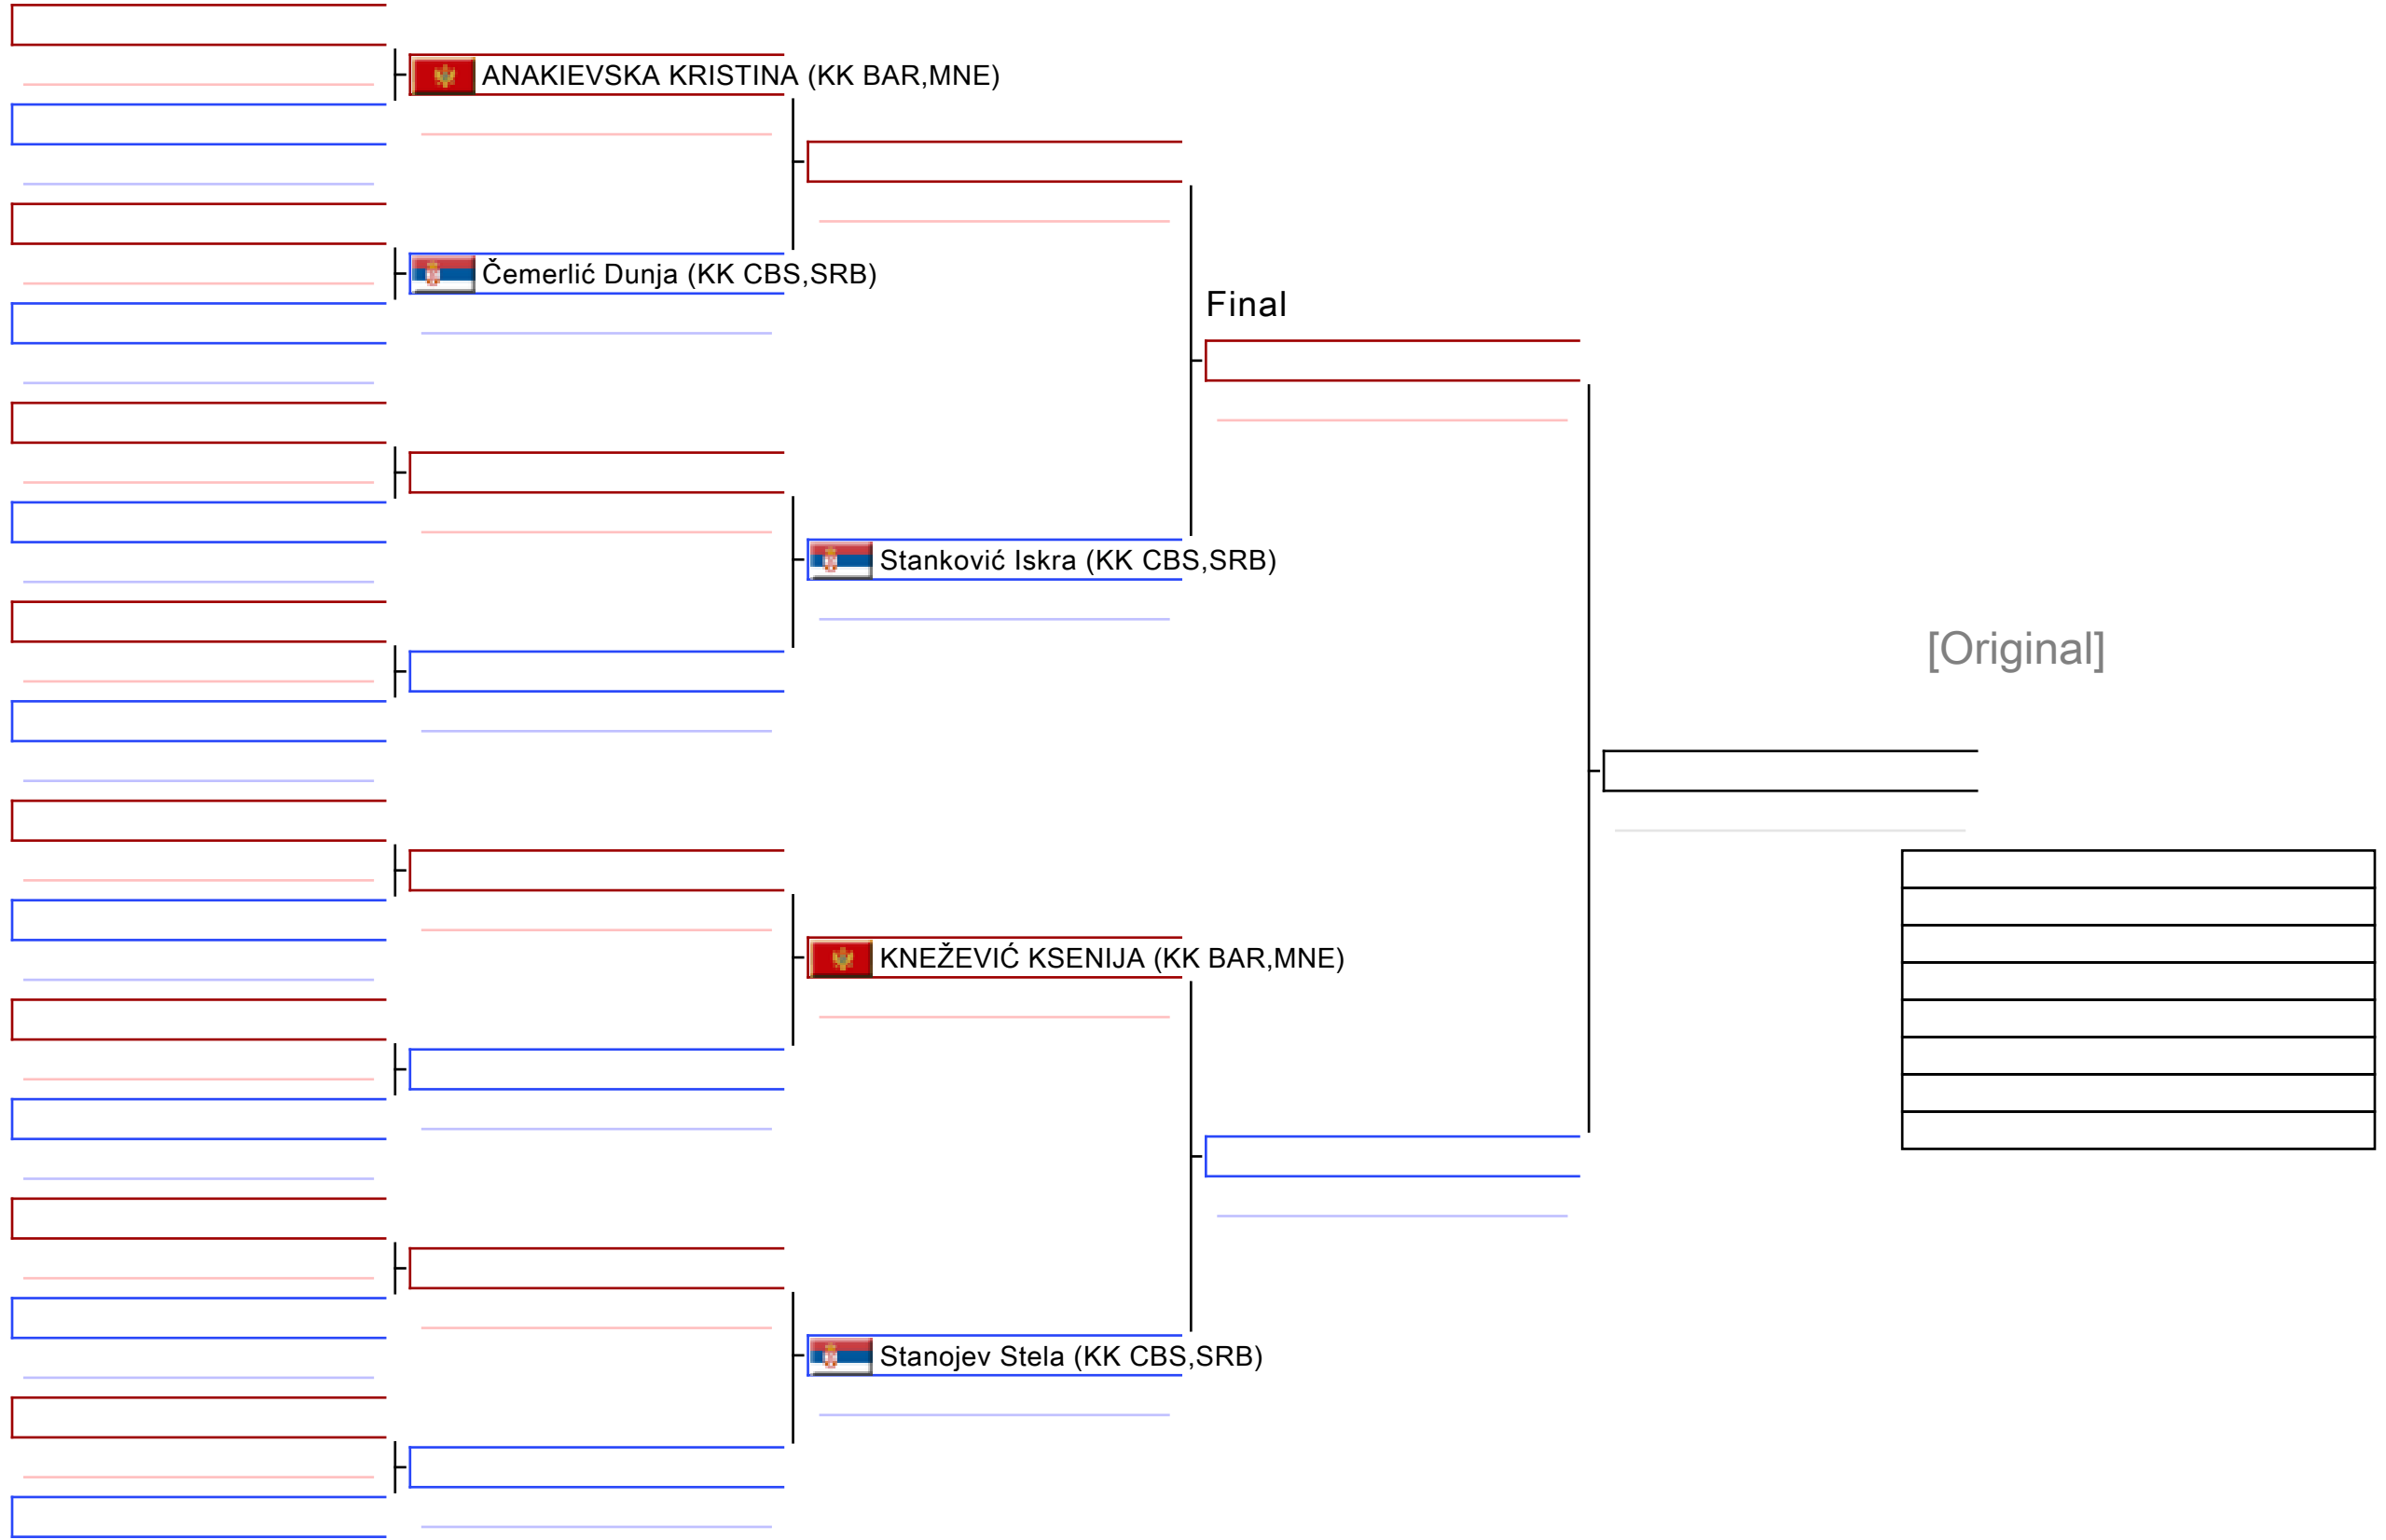 ANAKIEVSKA KRISTINA (KK BAR,MNE)
Čemerlić Dunja (KK CBS,SRB)
Final
Stanković Iskra (KK CBS,SRB)
[Original]
KNEŽEVIĆ KSENIJA (KK BAR,MNE)
Stanojev Stela (KK CBS,SRB)